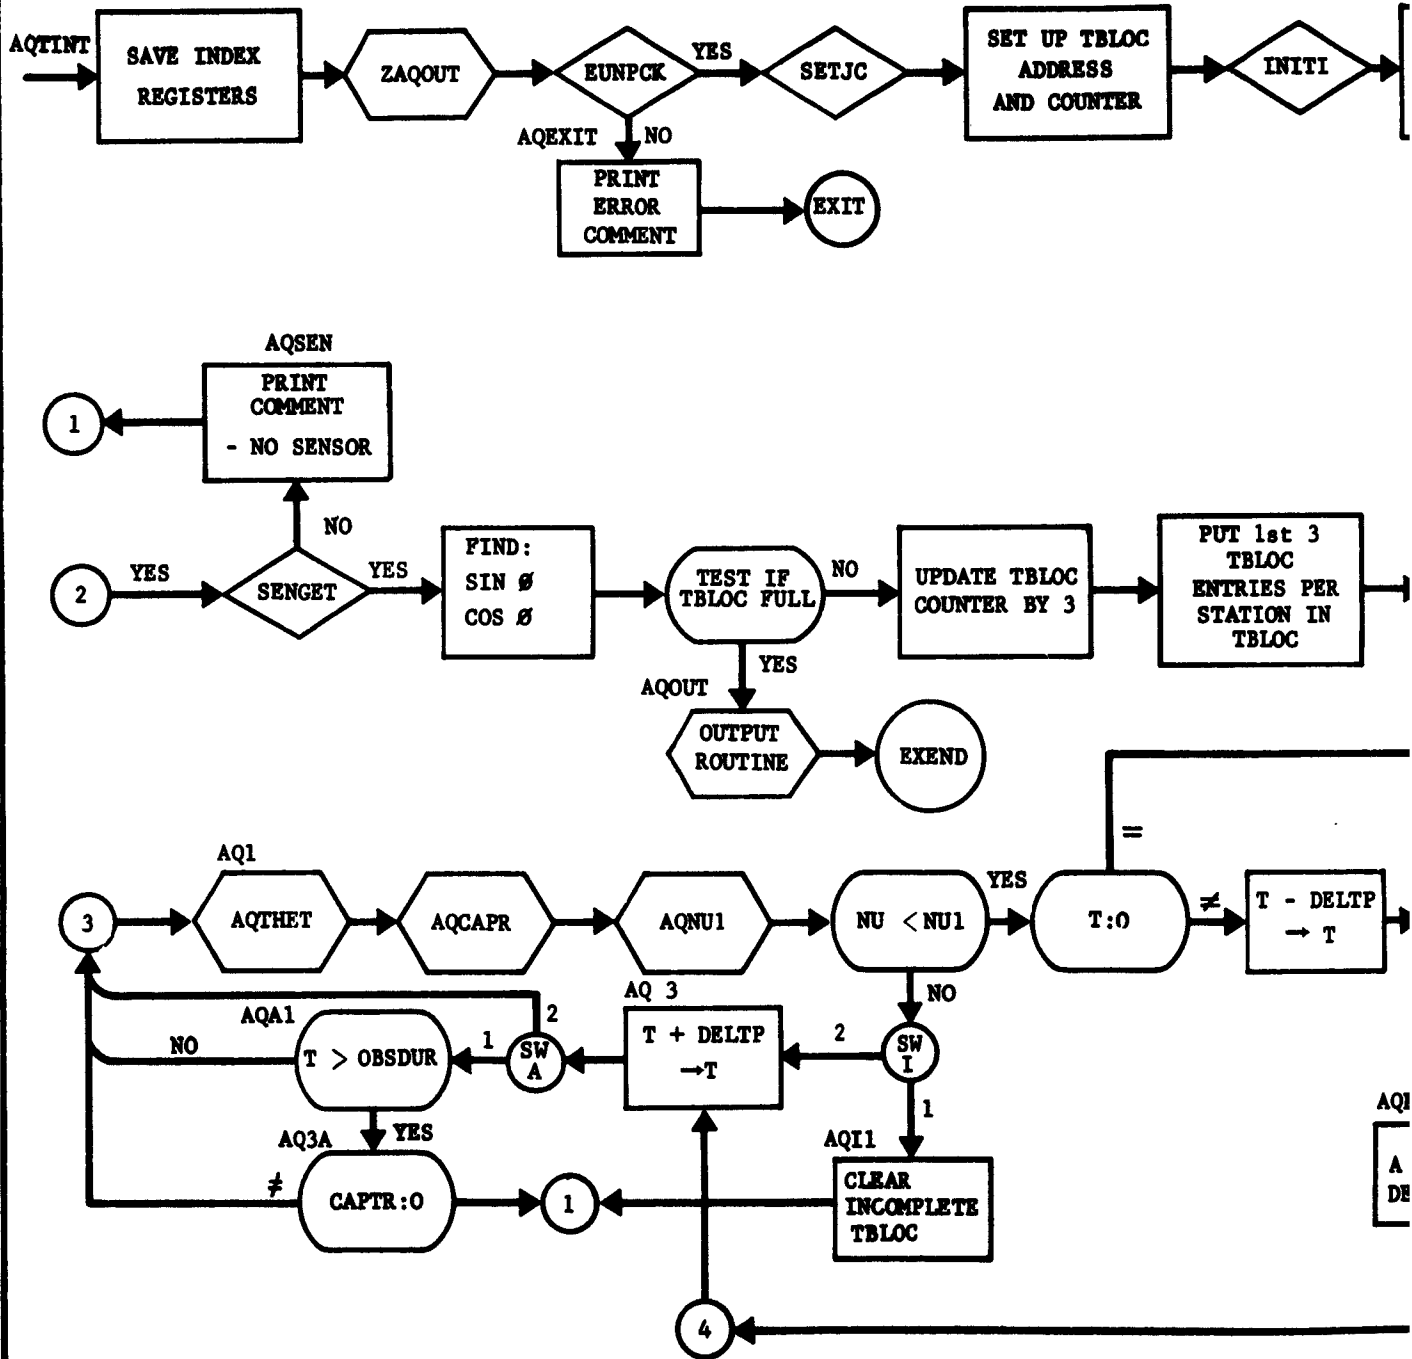 AQTINT
SAVE INDEX
REGISTERS
ZAQOUT
EUNPCK
YES
SETJC
SET UP TBLOC
ADDRESS
AND COUNTER
INITI
AQEXIT
NO
PRINT
ERROR
COMMENT
EXIT
AQSEN
PRINT
COMMENT
- NO SENSOR
1
NO
2
YES
SENGET
YES
FIND:
SIN Ø
COS Ø
TEST IF
TBLOC FULL
NO
UPDATE TBLOC
COUNTER BY 3
PUT 1st 3
TBLOC
ENTRIES PER
STATION IN
TBLOC
YES
AQOUT
OUTPUT
ROUTINE
EXEND
=
AQ1
3
AQTHET
AQCAPR
AQNU1
NU < NU1
YES
T:0
≠
T - DELTP
→ T
NO
AQ 3
T + DELTP
→T
2
SW
I
1
2
SW
A
1
AQA1
T > OBSDUR
NO
YES
AQ3A
CAPTR:0
≠
1
AQI1
CLEAR
INCOMPLETE
TBLOC
4
A